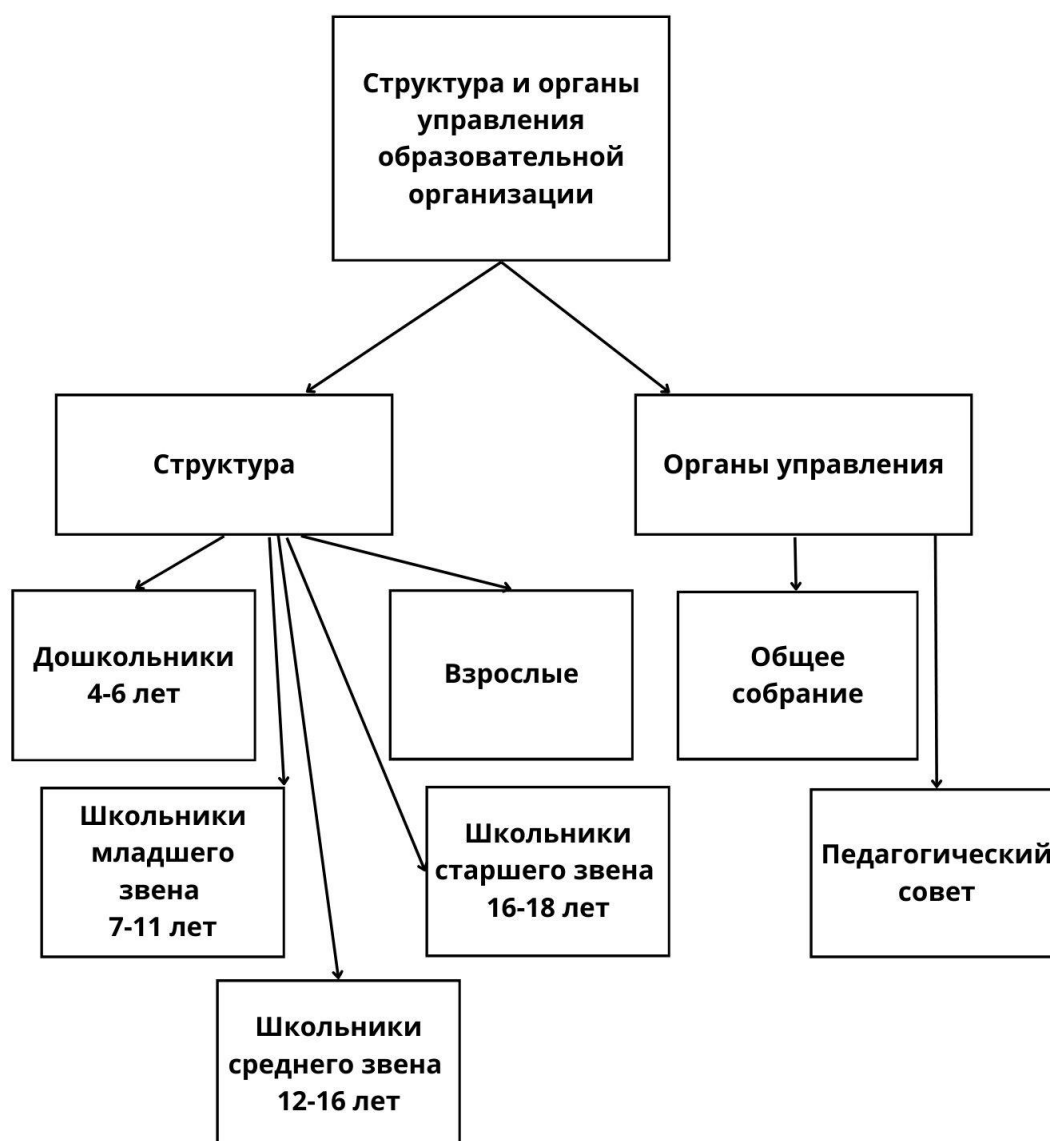 Структура и органы
управления
образовательной
организации
Структура
Органы управления
Дошкольники
4-6 лет
Взрослые
Общее
собрание
Школьники
младшего
звена
7-11 лет
Школьники
старшего звена
16-18 лет
Педагогический
совет
Школьники
среднего звена
12-16 лет